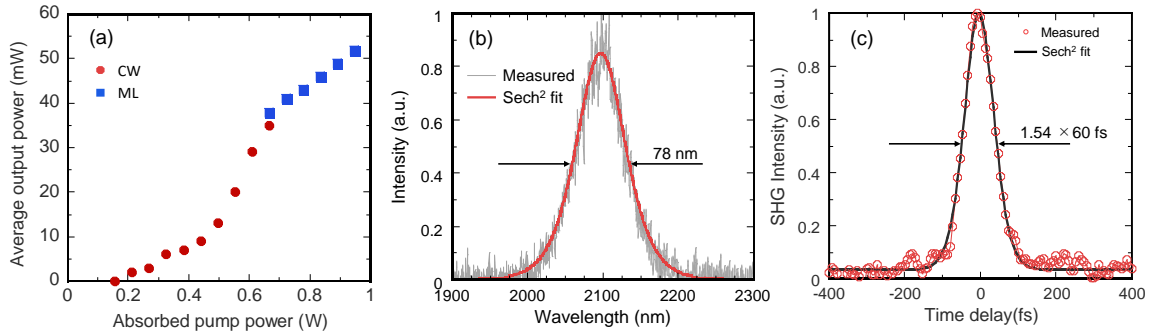 (a)
CW
ML
60
50
40
30
20
10
0
0
0.2
0.4
0.6
0.8
1
Average output power (mW)
Absorbed pump power (W)
(b)
Measured
Sech² fit
78 nm
1
0.8
0.6
0.4
0.2
0
1900
2000
2100
2200
2300
Intensity (a.u.)
Wavelength (nm)
(c)
Measured
Sech² fit
1.54 × 60 fs
1
0.8
0.6
0.4
0.2
0
-400
-200
0
200
400
SHG Intensity (a.u.)
Time delay(fs)